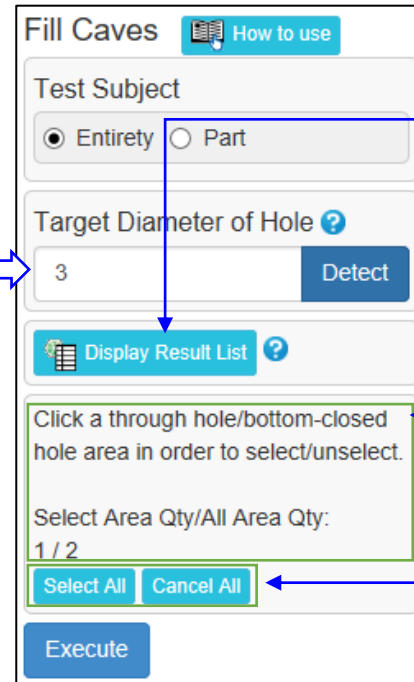 Fill Caves How to use
Test Subject
Entirety Part
Target Diameter of Hole ?
3 Detect
Display Result List ?
Click a through hole/bottom-closed
hole area in order to select/unselect.
Select Area Qty/All Area Qty:
1 / 2
Select All Cancel All
Execute